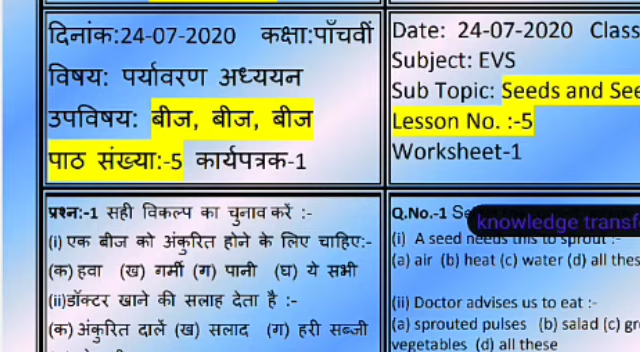 दिनांक:24-07-2020 कक्षा:पाँचवीं
विषय: पर्यावरण अध्ययन
उपविषय: बीज, बीज, बीज
पाठ संख्या:-5 कार्यपत्रक-1
प्रश्न:-1 सही विकल्प का चुनाव करें :-
(i) एक बीज को अंकुरित होने के लिए चाहिए:-
(क) हवा (ख) गर्मी (ग) पानी (घ) ये सभी
(ii)डॉक्टर खाने की सलाह देता है :-
(क) अंकुरित दालें (ख) सलाद (ग) हरी सब्जी
Date: 24-07-2020 Class
Subject: EVS
Sub Topic: Seeds and See
Lesson No. :-5
Worksheet-1
Q.No.-1 Se
knowledge transf
(i) A seed needs this to sprout :-
(a) air (b) heat (c) water (d) all thes
(ii) Doctor advises us to eat :-
(a) sprouted pulses (b) salad (c) gr
vegetables (d) all these